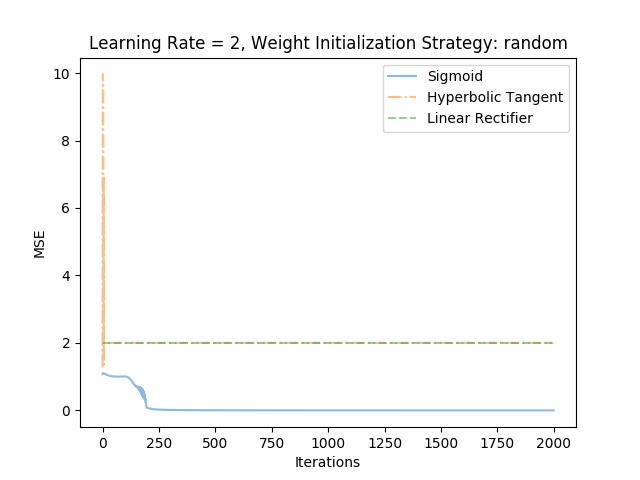 Learning Rate = 2, Weight Initialization Strategy: random
Sigmoid
Hyperbolic Tangent
Linear Rectifier
MSE
10
8
6
4
2
0
0 250 500 750 1000 1250 1500 1750 2000
Iterations